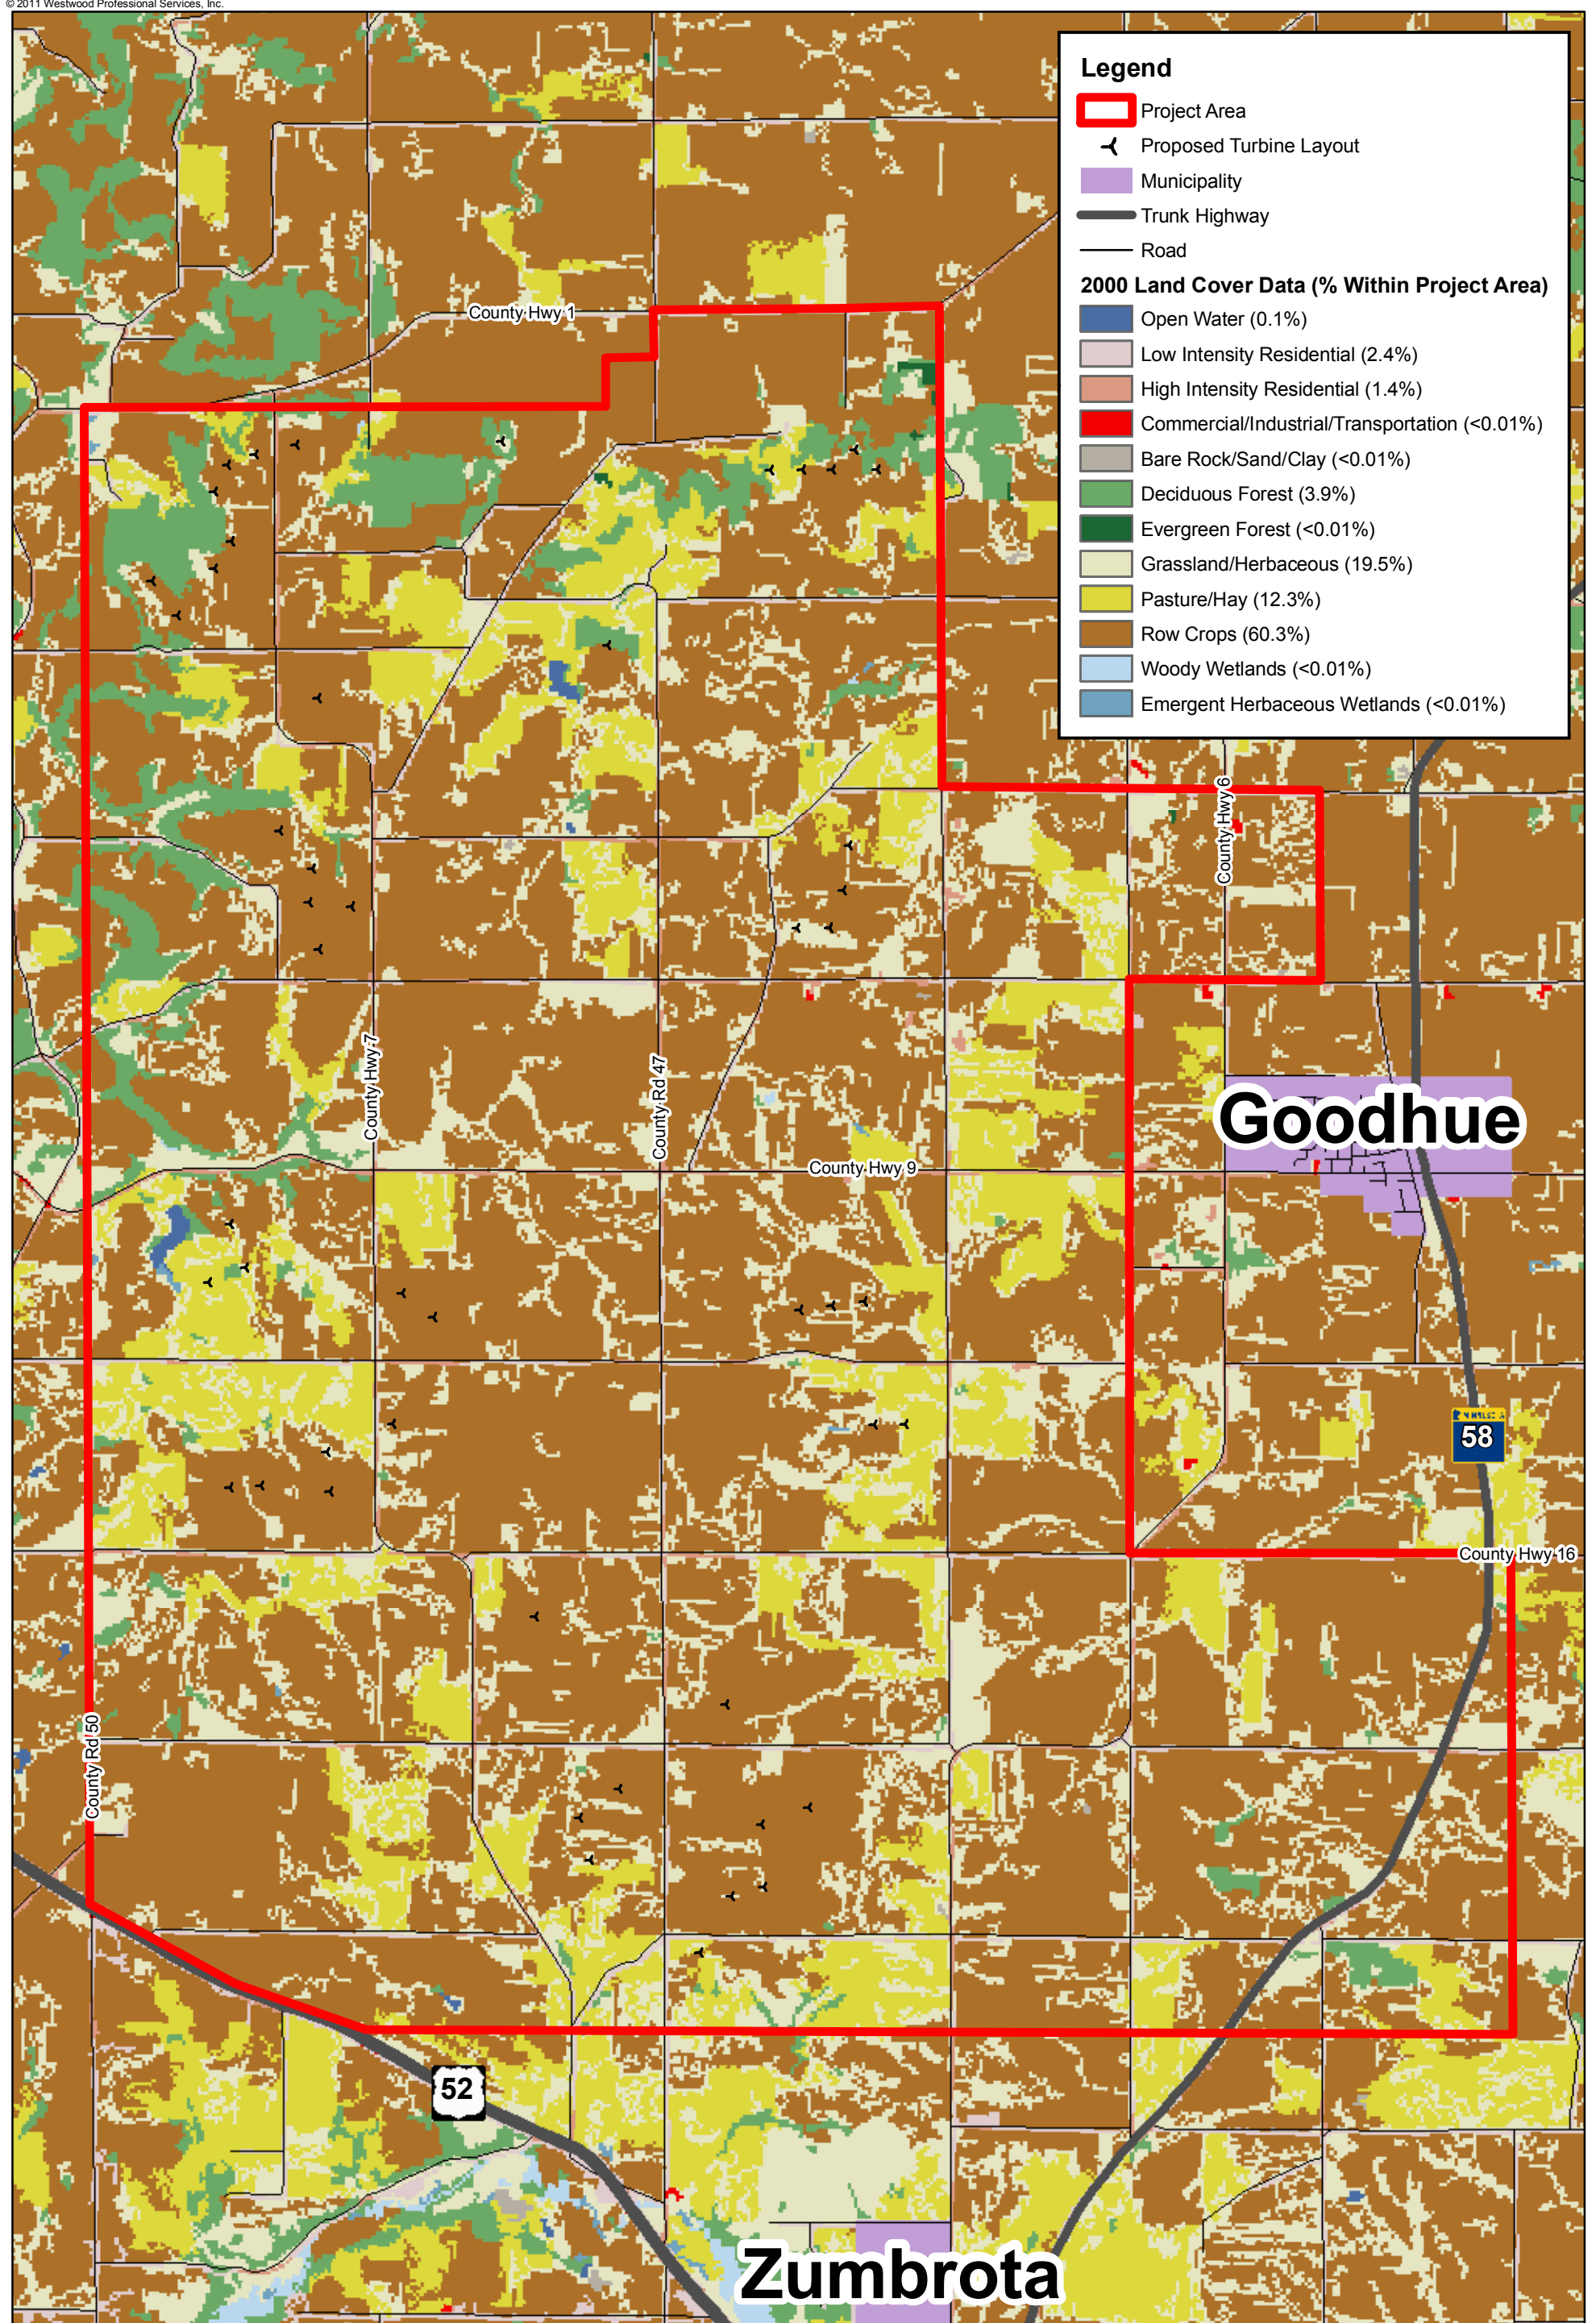 © 2011 Westwood Professional Services, Inc.
Legend
Project Area
Proposed Turbine Layout
Municipality
Trunk Highway
Road
2000 Land Cover Data (% Within Project Area)
Open Water (0.1%)
Low Intensity Residential (2.4%)
High Intensity Residential (1.4%)
Commercial/Industrial/Transportation (<0.01%)
Bare Rock/Sand/Clay (<0.01%)
Deciduous Forest (3.9%)
Evergreen Forest (<0.01%)
Grassland/Herbaceous (19.5%)
Pasture/Hay (12.3%)
Row Crops (60.3%)
Woody Wetlands (<0.01%)
Emergent Herbaceous Wetlands (<0.01%)
County Hwy 1
County Hwy 6
County Hwy 7
County Rd 47
Goodhue
County Hwy 9
58
County Hwy 16
County Rd 50
52
Zumbrota